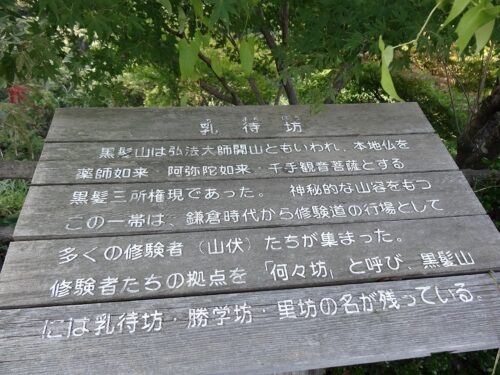 乳待坊
黒髪山は弘法大師開山ともいわれ、本地仏を
薬師如来、阿弥陀如来、千手観音菩薩とする
黒髪三所権現であった。 神秘的な山容をもつ
この一帯は、鎌倉時代から修験道の行場として
多くの修験者（山伏）たちが集まった。
修験者たちの拠点を「何々坊」と呼び、黒髪山
には乳待坊・勝学坊・里坊の名が残っている。